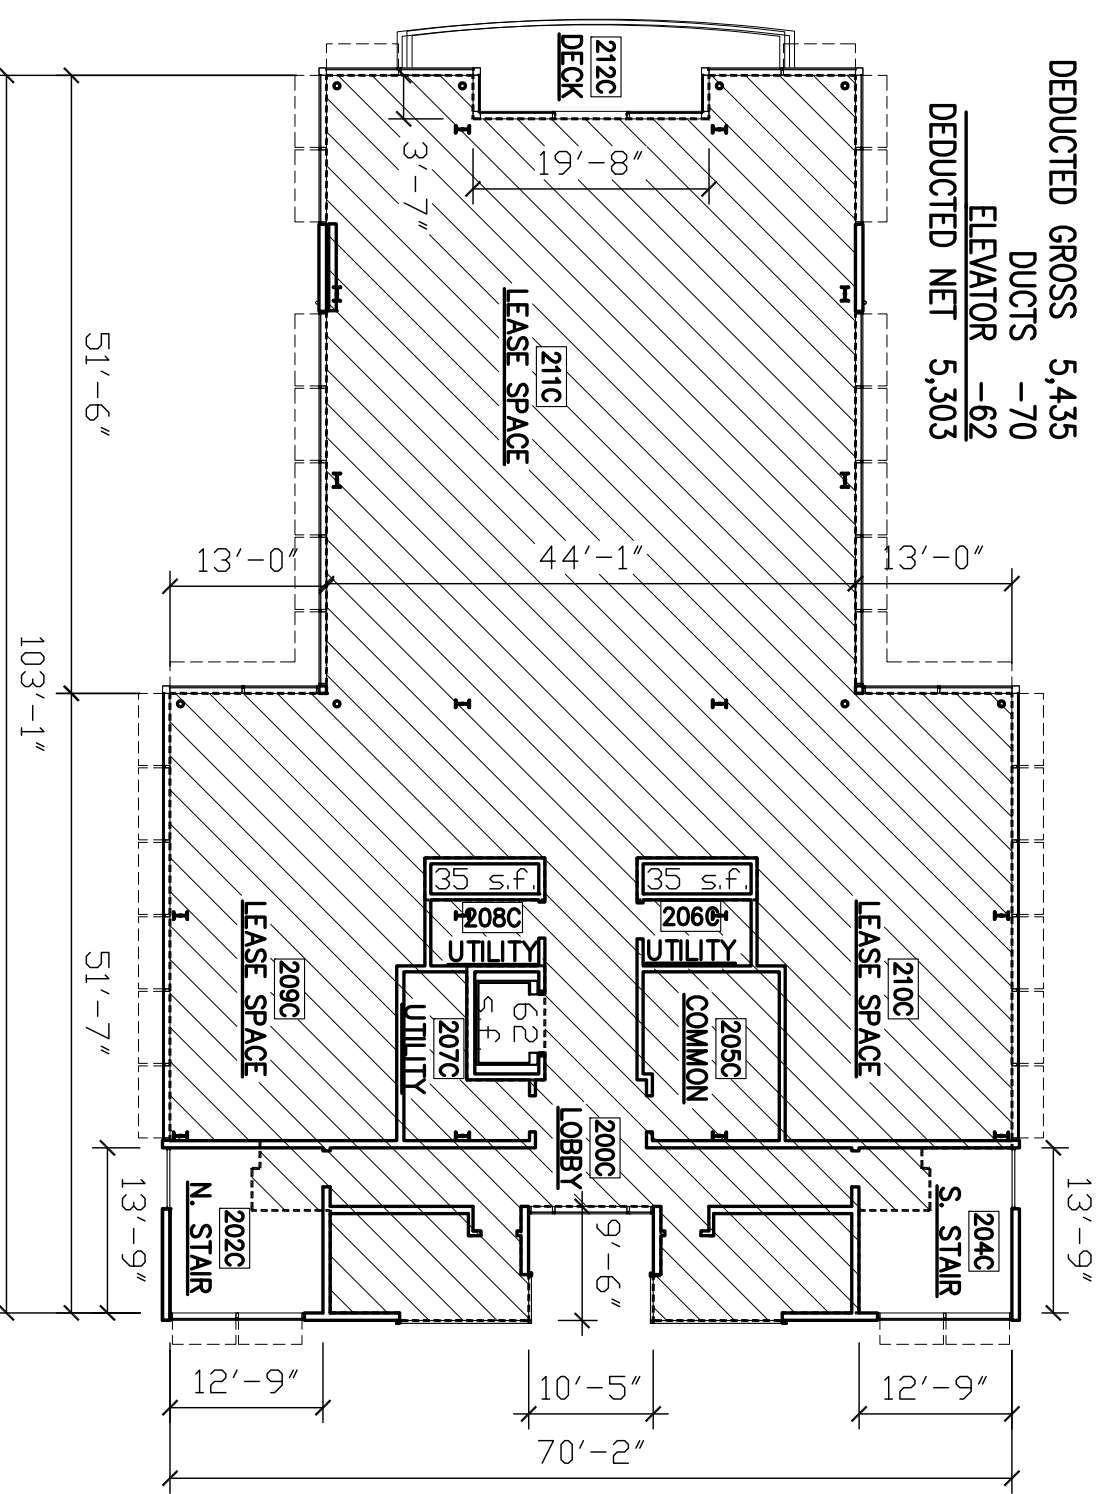 DEDUCTED GROSS 5,435
DUCTS -70
ELEVATOR -62
DEDUCTED NET 5,303
212C
DECK
3'-7"
19'-8"
211C
LEASE SPACE
51'-6"
103'-1"
13'-0"
44'-1"
13'-0"
35 s.f.
35 s.f.
208C
UTILITY
206C
UTILITY
210C
LEASE SPACE
209C
LEASE SPACE
62
s.f.
207C
UTILITY
205C
COMMON
51'-7"
200C
LOBBY
13'-9"
13'-9"
202C
N. STAIR
9'-6"
204C
S. STAIR
12'-9"
10'-5"
12'-9"
70'-2"